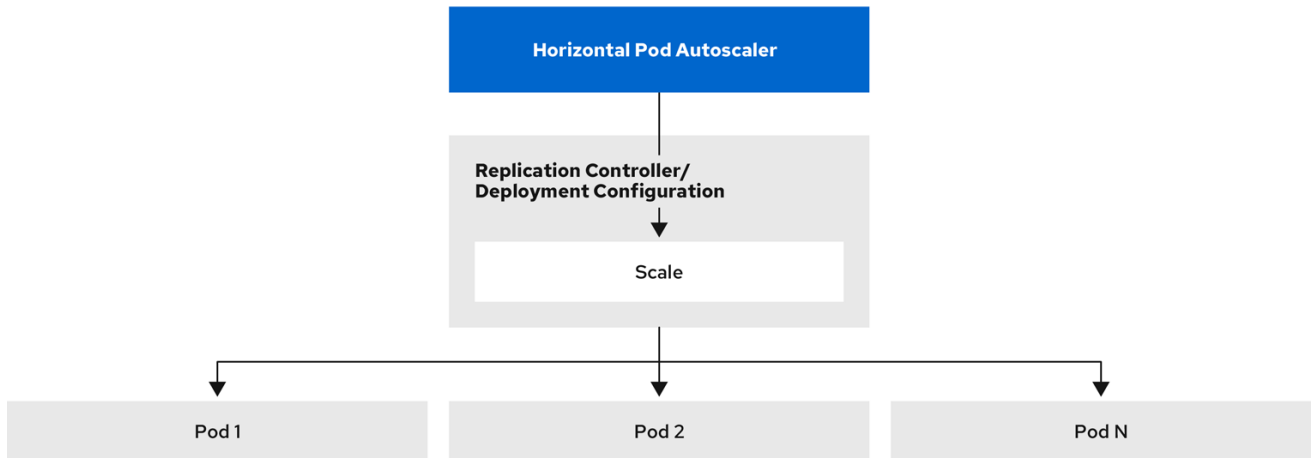 Horizontal Pod Autoscaler
Replication Controller/
Deployment Configuration
Scale
Pod 1
Pod 2
Pod N